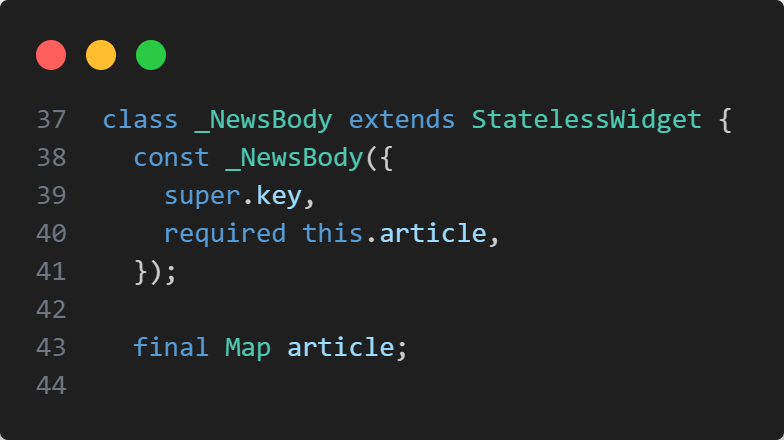 37 class _NewsBody extends StatelessWidget {
38   const _NewsBody({
39     super.key,
40     required this.article,
41   });
42
43   final Map article;
44